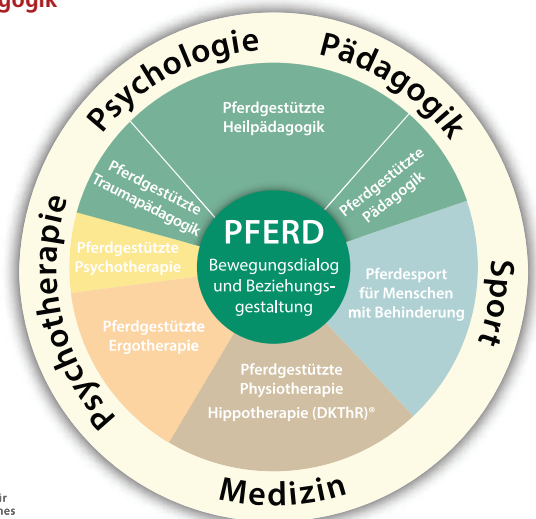 Psychologie
Pädagogik
Sport
Medizin
Psychotherapie
Pferdgestützte
Heilpädagogik
Pferdgestützte
Pädagogik
Pferdesport
für Menschen
mit Behinderung
Pferdgestützte
Physiotherapie
Hippotherapie (DKThR)®
Pferdgestützte
Ergotherapie
Pferdgestützte
Psychotherapie
Pferdgestützte
Traumapädagogik
PFERD
Bewegungsdialog
und Beziehungs-
gestaltung